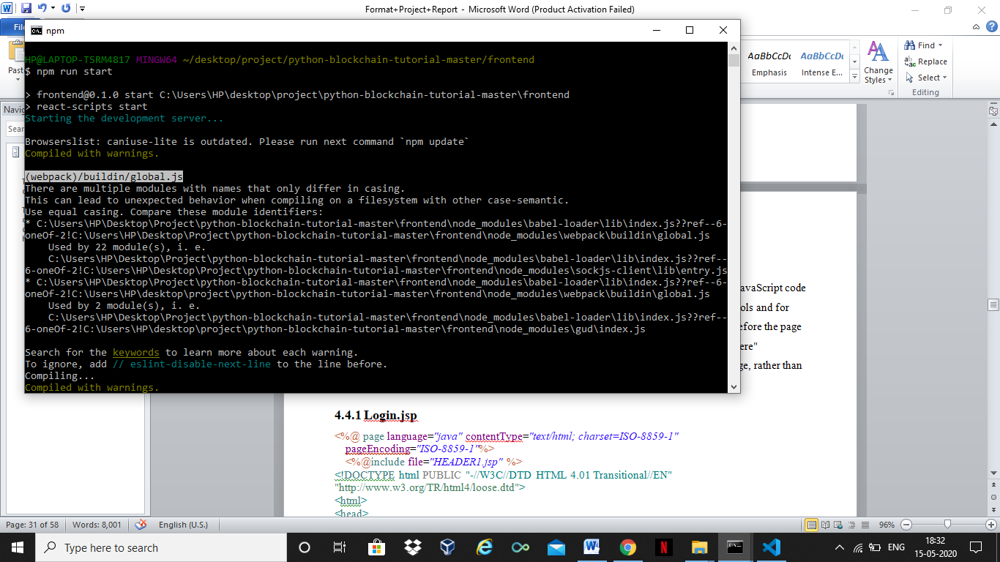 Format+Project+Report - Microsoft Word (Product Activation Failed)
npm
HP@LAPTOP-TSRM4817 MINGW64 ~/desktop/project/python-blockchain-tutorial-master/frontend
$ npm run start
> frontend@0.1.0 start C:\Users\HP\desktop\project\python-blockchain-tutorial-master\frontend
> react-scripts start
Starting the development server...
Browserslist: caniuse-lite is outdated. Please run next command `npm update`
Compiled with warnings.
(webpack)/buildin/global.js
There are multiple modules with names that only differ in casing.
This can lead to unexpected behavior when compiling on a filesystem with other case-semantic.
Use equal casing. Compare these module identifiers:
* C:\Users\HP\Desktop\Project\python-blockchain-tutorial-master\frontend\node_modules\babel-loader\lib\index.js??ref--6-
oneOf-2!C:\Users\HP\Desktop\Project\python-blockchain-tutorial-master\frontend\node_modules\webpack\buildin\global.js
Used by 22 module(s), i. e.
C:\Users\HP\Desktop\Project\python-blockchain-tutorial-master\frontend\node_modules\babel-loader\lib\index.js??ref--
6-oneOf-2!C:\Users\HP\Desktop\Project\python-blockchain-tutorial-master\frontend\node_modules\sockjs-client\lib\entry.js
* C:\Users\HP\Desktop\Project\python-blockchain-tutorial-master\frontend\node_modules\babel-loader\lib\index.js??ref--6-
oneOf-2!C:\Users\HP\desktop\project\python-blockchain-tutorial-master\frontend\node_modules\webpack\buildin\global.js
Used by 2 module(s), i. e.
C:\Users\HP\Desktop\Project\python-blockchain-tutorial-master\frontend\node_modules\babel-loader\lib\index.js??ref--
6-oneOf-2!C:\Users\HP\desktop\project\python-blockchain-tutorial-master\frontend\node_modules\gud\index.js
Search for the keywords to learn more about each warning.
To ignore, add // eslint-disable-next-line to the line before.
Compiling...
Compiled with warnings.
Fil
Past
Navig
Sear
AaBbCcDc AaBbCcDc
Emphasis Intense E...
Change
Styles
Find
Replace
Select
Editing
avaScript code
ols and for
efore the page
ere"
ge, rather than
4.4.1 Login.jsp
<%@ page language="java" contentType="text/html; charset=ISO-8859-1"
pageEncoding="ISO-8859-1"%>
<%@include file="HEADER1.jsp" %>
<!DOCTYPE html PUBLIC "-//W3C//DTD HTML 4.01 Transitional//EN"
"http://www.w3.org/TR/html4/loose.dtd">
<html>
<head>
Page: 31 of 58 Words: 8,001 English (U.S.) 96%
Type here to search
ENG
18:32
15-05-2020